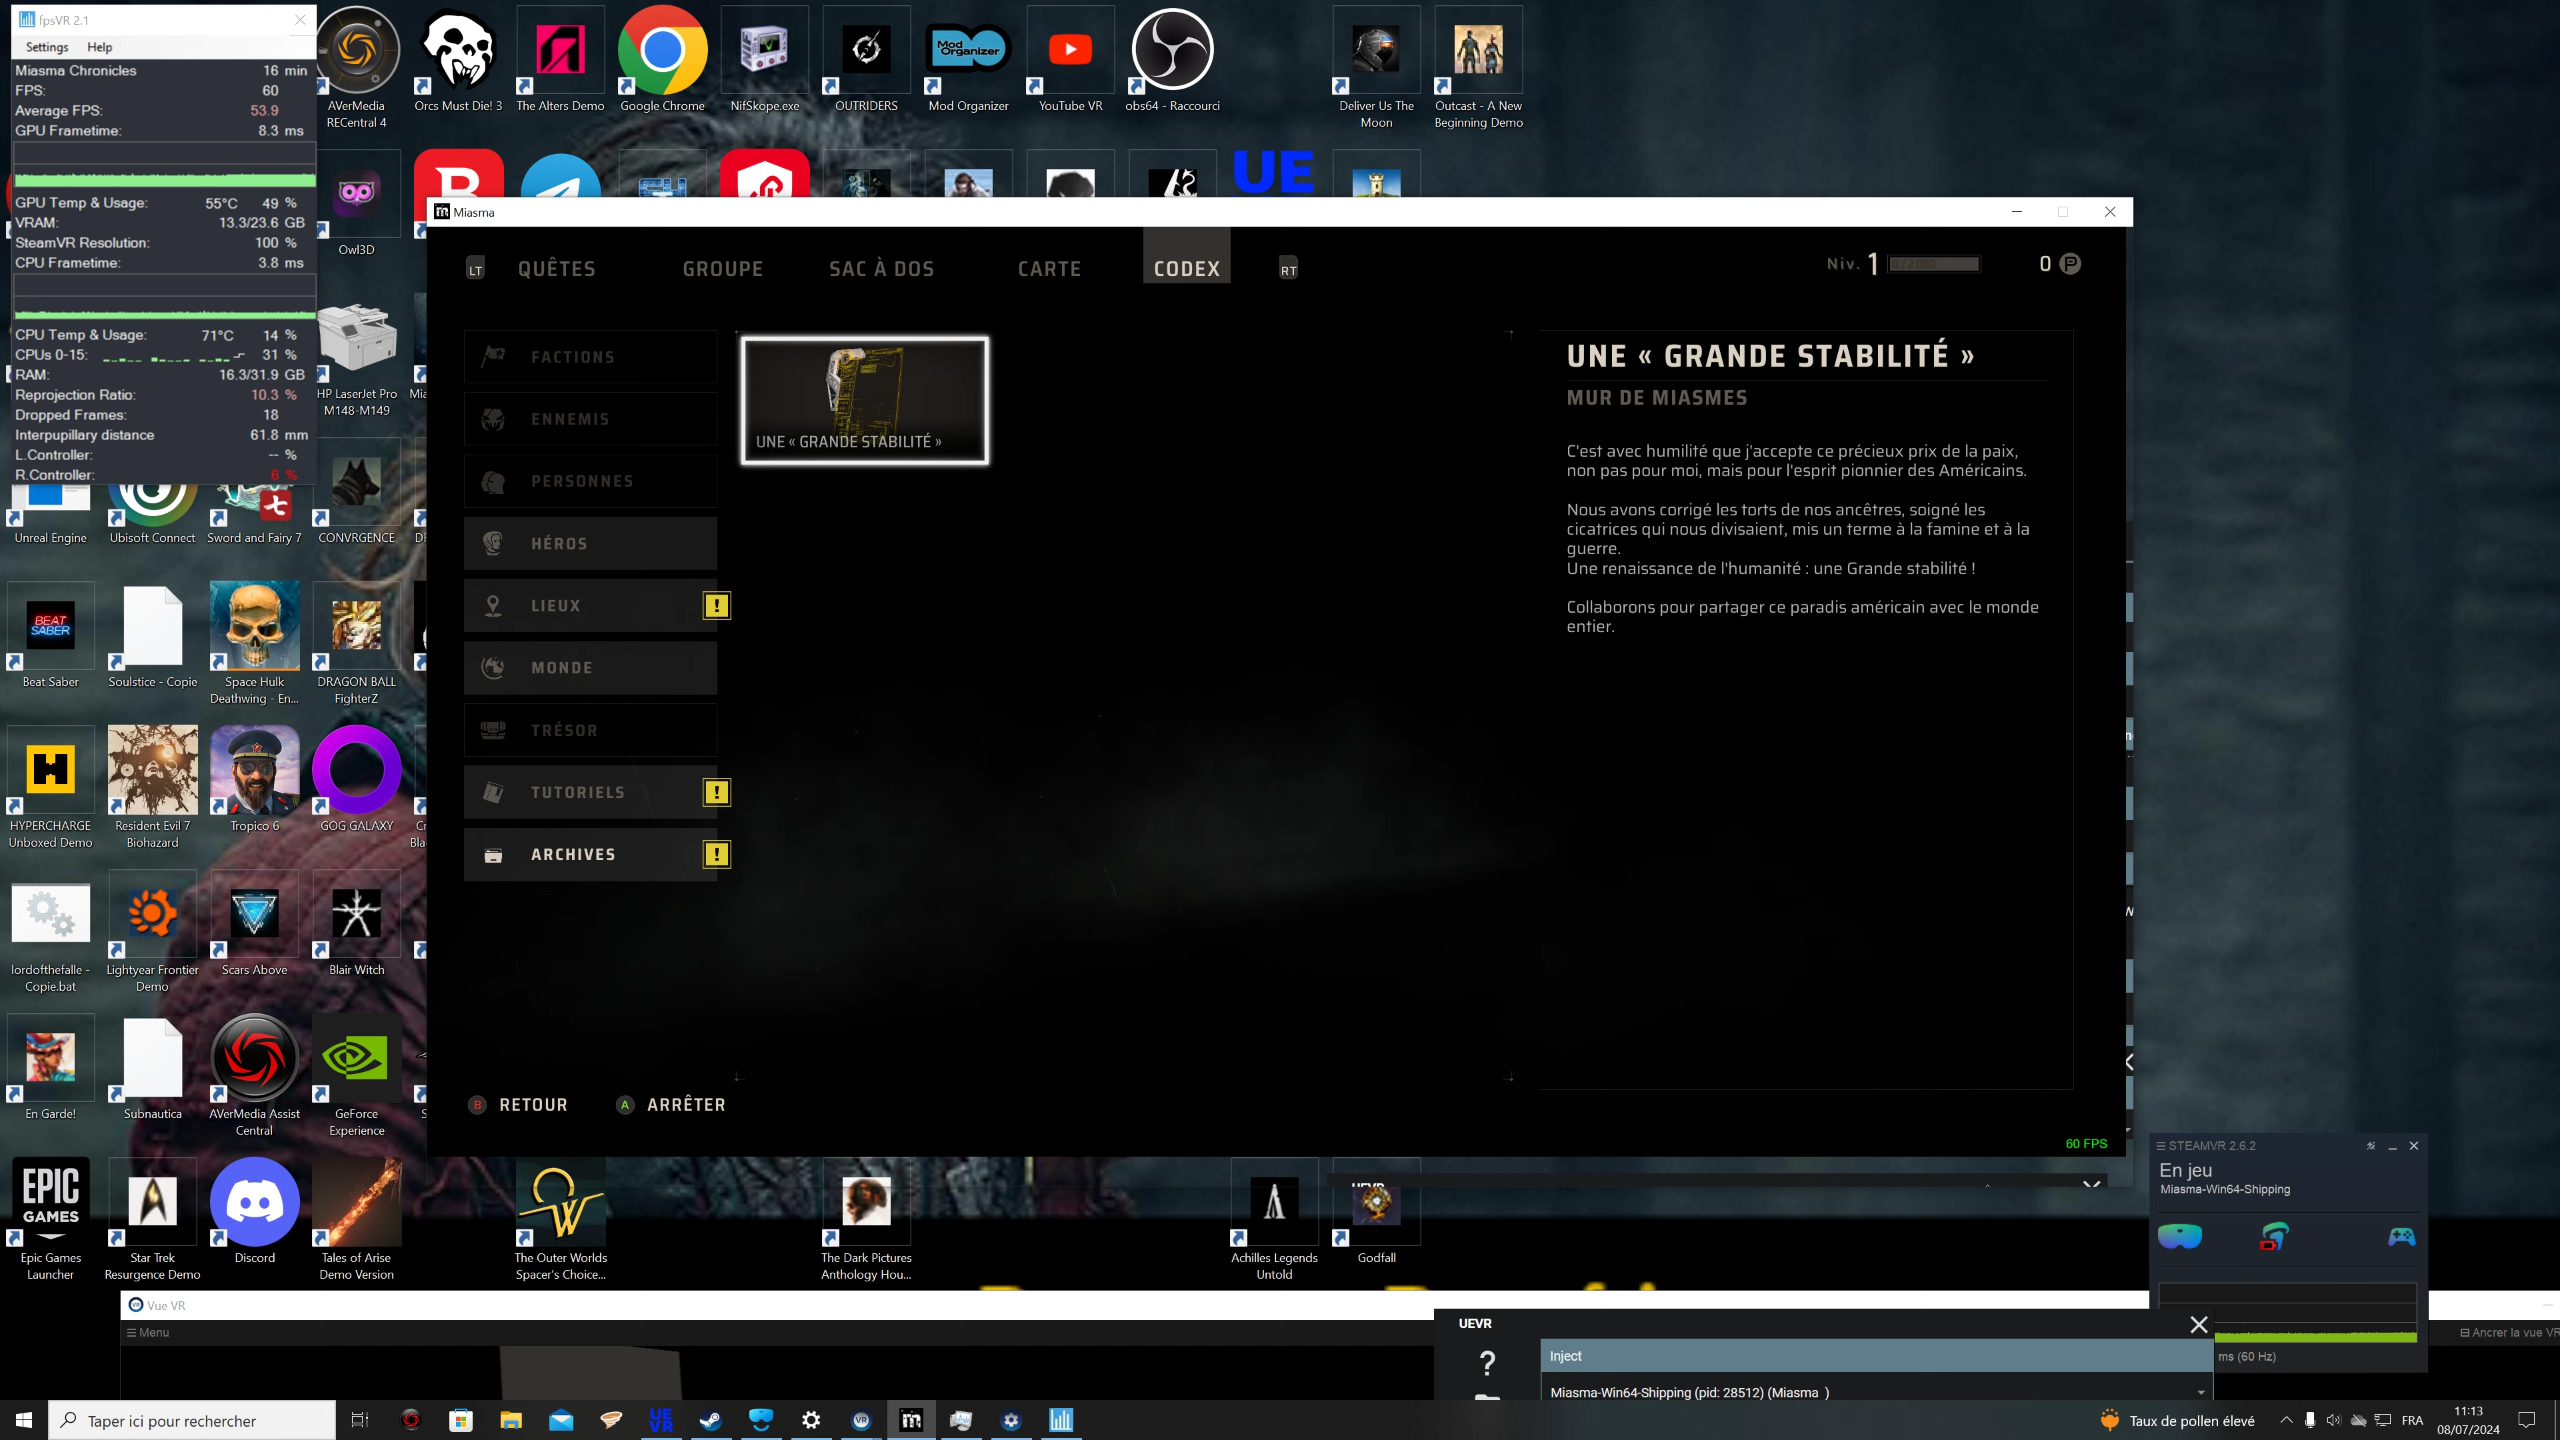 fpsVR 2.1
Settings Help
Miasma Chronicles 16 min
FPS: 60
Average FPS: 53.9
GPU Frametime: 8.3 ms
GPU Temp & Usage: 55°C 49 %
VRAM: 13.3/23.6 GB
SteamVR Resolution: 100 %
CPU Frametime: 3.8 ms
CPU Temp & Usage: 71°C 14 %
CPUs 0-15: 31 %
RAM: 16.3/31.9 GB
Reprojection Ratio: 10.3 %
Dropped Frames: 18
Interpupillary distance 61.8 mm
L.Controller: -- %
R.Controller: 6 %
AVerMedia RECentral 4
Orcs Must Die! 3
The Alters Demo
Google Chrome
NifSkope.exe
OUTRIDERS
Mod Organizer
Mod Organizer
YouTube VR
obs64 - Raccourci
Deliver Us The Moon
Outcast - A New Beginning Demo
UE
Owl3D
HP LaserJet Pro M148-M149
Miasma
LT
QUÊTES
GROUPE
SAC À DOS
CARTE
CODEX
RT
Niv. 1
0/2000
0 P
FACTIONS
ENNEMIS
PERSONNES
HÉROS
LIEUX !
MONDE
TRÉSOR
TUTORIELS !
ARCHIVES !
UNE « GRANDE STABILITÉ »
UNE « GRANDE STABILITÉ »
MUR DE MIASMES
C'est avec humilité que j'accepte ce précieux prix de la paix,
non pas pour moi, mais pour l'esprit pionnier des Américains.
Nous avons corrigé les torts de nos ancêtres, soigné les
cicatrices qui nous divisaient, mis un terme à la famine et à la
guerre.
Une renaissance de l'humanité : une Grande stabilité !
Collaborons pour partager ce paradis américain avec le monde
entier.
B RETOUR
A ARRÊTER
60 FPS
Unreal Engine
Ubisoft Connect
Sword and Fairy 7
CONVRGENCE
BEAT SABER
Beat Saber
Soulstice - Copie
Space Hulk Deathwing - En...
DRAGON BALL FighterZ
HYPERCHARGE Unboxed Demo
Resident Evil 7 Biohazard
Tropico 6
GOG GALAXY
lordofthefalle - Copie.bat
Lightyear Frontier Demo
Scars Above
Blair Witch
En Garde!
Subnautica
AVerMedia Assist Central
GeForce Experience
EPIC GAMES
Epic Games Launcher
Star Trek Resurgence Demo
Discord
Tales of Arise Demo Version
The Outer Worlds Spacer's Choice...
The Dark Pictures Anthology Hou...
Achilles Legends Untold
Godfall
STEAMVR 2.6.2
En jeu
Miasma-Win64-Shipping
ms (60 Hz)
VR
Vue VR
Menu
Ancrer la vue VR
UEVR
?
Inject
Miasma-Win64-Shipping (pid: 28512) (Miasma )
Taper ici pour rechercher
UE VR
VR
Taux de pollen élevé
FRA
11:13
08/07/2024